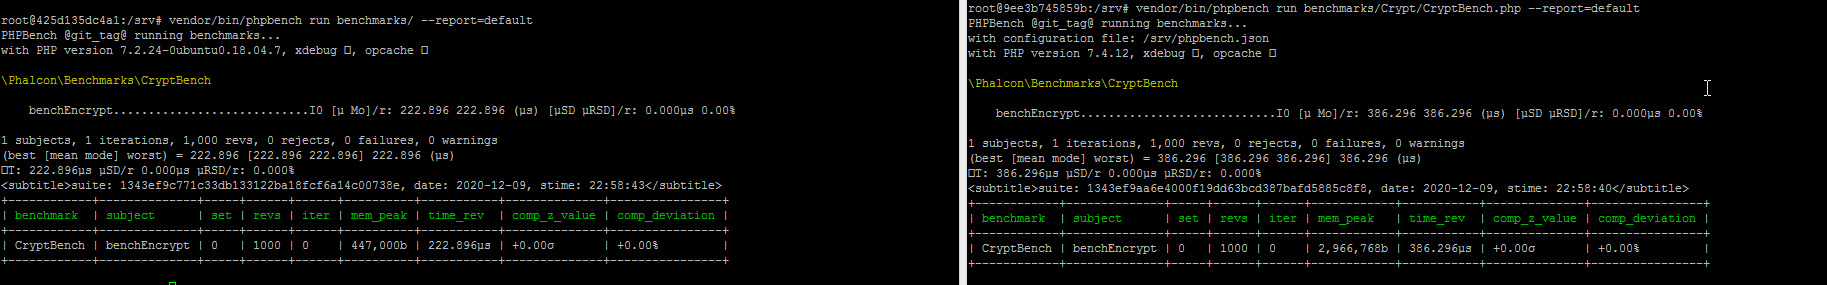 root@425d135dc4a1:/srv# vendor/bin/phpbench run benchmarks/ --report=default
PHPBench @git_tag@ running benchmarks...
with PHP version 7.2.24-0ubuntu0.18.04.7, xdebug □, opcache □
\Phalcon\Benchmarks\CryptBench
benchEncrypt............................I0 [μ Mo]/r: 222.896 222.896 (μs) [μSD μRSD]/r: 0.000μs 0.00%
1 subjects, 1 iterations, 1,000 revs, 0 rejects, 0 failures, 0 warnings
(best [mean mode] worst) = 222.896 [222.896 222.896] 222.896 (μs)
□T: 222.896μs μSD/r 0.000μs μRSD/r: 0.000%
<subtitle>suite: 1343ef9c771c33db133122ba18fcf6a14c00738e, date: 2020-12-09, stime: 22:58:43</subtitle>
+------------+--------------+-----+------+------+----------+-----------+--------------+----------------+
| benchmark | subject | set | revs | iter | mem_peak | time_rev | comp_z_value | comp_deviation |
+------------+--------------+-----+------+------+----------+-----------+--------------+----------------+
| CryptBench | benchEncrypt | 0 | 1000 | 0 | 447,000b | 222.896μs | +0.00σ | +0.00% |
+------------+--------------+-----+------+------+----------+-----------+--------------+----------------+
root@9ee3b745859b:/srv# vendor/bin/phpbench run benchmarks/Crypt/CryptBench.php --report=default
PHPBench @git_tag@ running benchmarks...
with configuration file: /srv/phpbench.json
with PHP version 7.4.12, xdebug □, opcache □
\Phalcon\Benchmarks\CryptBench
benchEncrypt............................I0 [μ Mo]/r: 386.296 386.296 (μs) [μSD μRSD]/r: 0.000μs 0.00%
1 subjects, 1 iterations, 1,000 revs, 0 rejects, 0 failures, 0 warnings
(best [mean mode] worst) = 386.296 [386.296 386.296] 386.296 (μs)
□T: 386.296μs μSD/r 0.000μs μRSD/r: 0.000%
<subtitle>suite: 1343ef9aa6e4000f19dd63bcd387bafd5885c8f8, date: 2020-12-09, stime: 22:58:40</subtitle>
+------------+--------------+-----+------+------+------------+-----------+--------------+----------------+
| benchmark | subject | set | revs | iter | mem_peak | time_rev | comp_z_value | comp_deviation |
+------------+--------------+-----+------+------+------------+-----------+--------------+----------------+
| CryptBench | benchEncrypt | 0 | 1000 | 0 | 2,966,768b | 386.296μs | +0.00σ | +0.00% |
+------------+--------------+-----+------+------+------------+-----------+--------------+----------------+